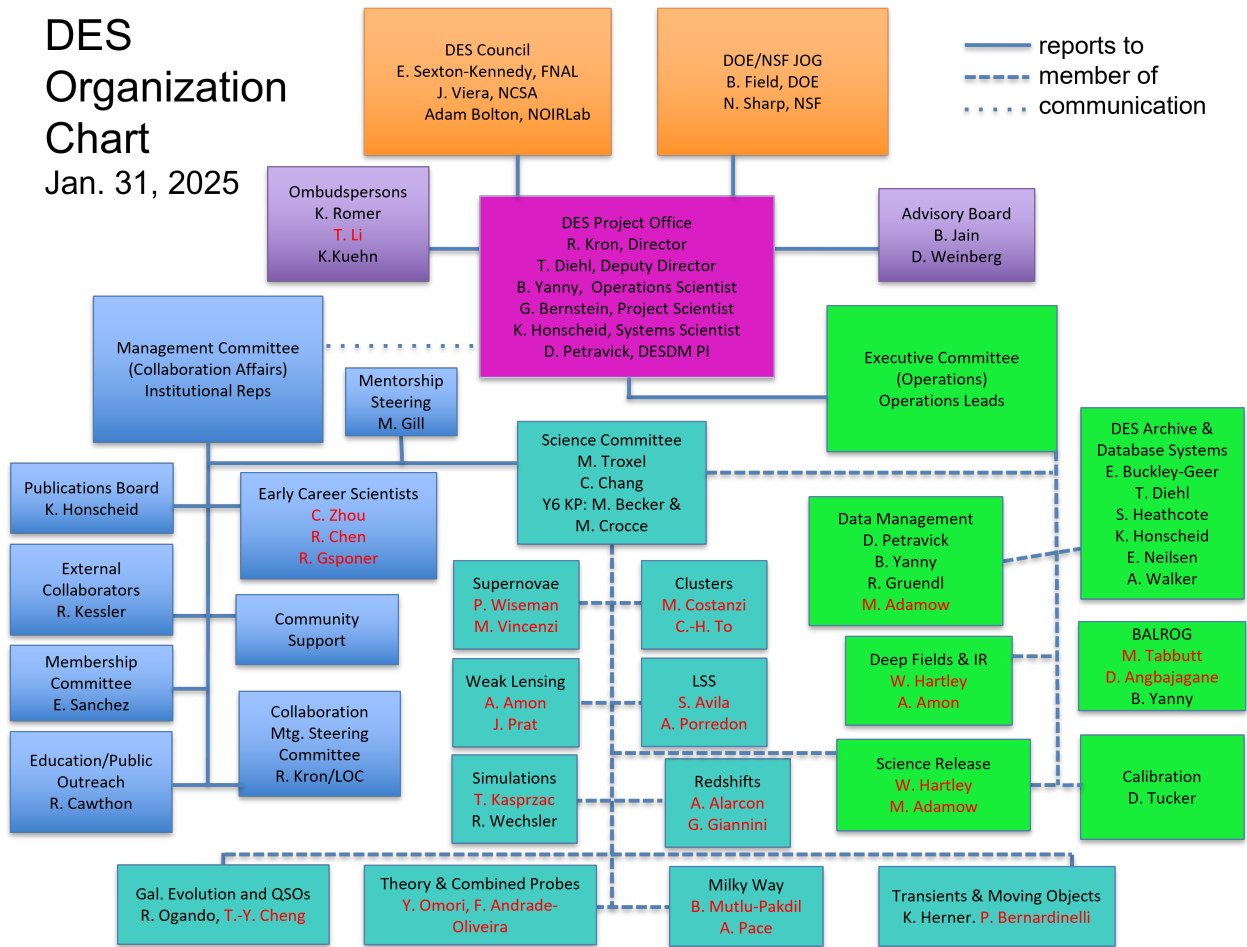 DES
Organization
Chart
Jan. 31, 2025
DES Council
E. Sexton-Kennedy, FNAL
J. Viera, NCSA
Adam Bolton, NOIRLab
DOE/NSF JOG
B. Field, DOE
N. Sharp, NSF
reports to
member of
communication
Ombudspersons
K. Romer
T. Li
K.Kuehn
DES Project Office
R. Kron, Director
T. Diehl, Deputy Director
B. Yanny, Operations Scientist
G. Bernstein, Project Scientist
K. Honscheid, Systems Scientist
D. Petravick, DESDM PI
Advisory Board
B. Jain
D. Weinberg
Management Committee
(Collaboration Affairs)
Institutional Reps
Mentorship
Steering
M. Gill
Executive Committee
(Operations)
Operations Leads
Science Committee
M. Troxel
C. Chang
Y6 KP: M. Becker &
M. Crocce
DES Archive &
Database Systems
E. Buckley-Geer
T. Diehl
S. Heathcote
K. Honscheid
E. Neilsen
A. Walker
Publications Board
K. Honscheid
Early Career Scientists
C. Zhou
R. Chen
R. Gsponer
Data Management
D. Petravick
B. Yanny
R. Gruendl
M. Adamow
External
Collaborators
R. Kessler
Community
Support
Supernovae
P. Wiseman
M. Vincenzi
Clusters
M. Costanzi
C.-H. To
Membership
Committee
E. Sanchez
Weak Lensing
A. Amon
J. Prat
LSS
S. Avila
A. Porredon
Deep Fields & IR
W. Hartley
A. Amon
BALROG
M. Tabbutt
D. Angbajagane
B. Yanny
Education/Public
Outreach
R. Cawthon
Collaboration
Mtg. Steering
Committee
R. Kron/LOC
Simulations
T. Kasprzac
R. Wechsler
Redshifts
A. Alarcon
G. Giannini
Science Release
W. Hartley
M. Adamow
Calibration
D. Tucker
Gal. Evolution and QSOs
R. Ogando, T.-Y. Cheng
Theory & Combined Probes
Y. Omori, F. Andrade-
Oliveira
Milky Way
B. Mutlu-Pakdil
A. Pace
Transients & Moving Objects
K. Herner. P. Bernardinelli